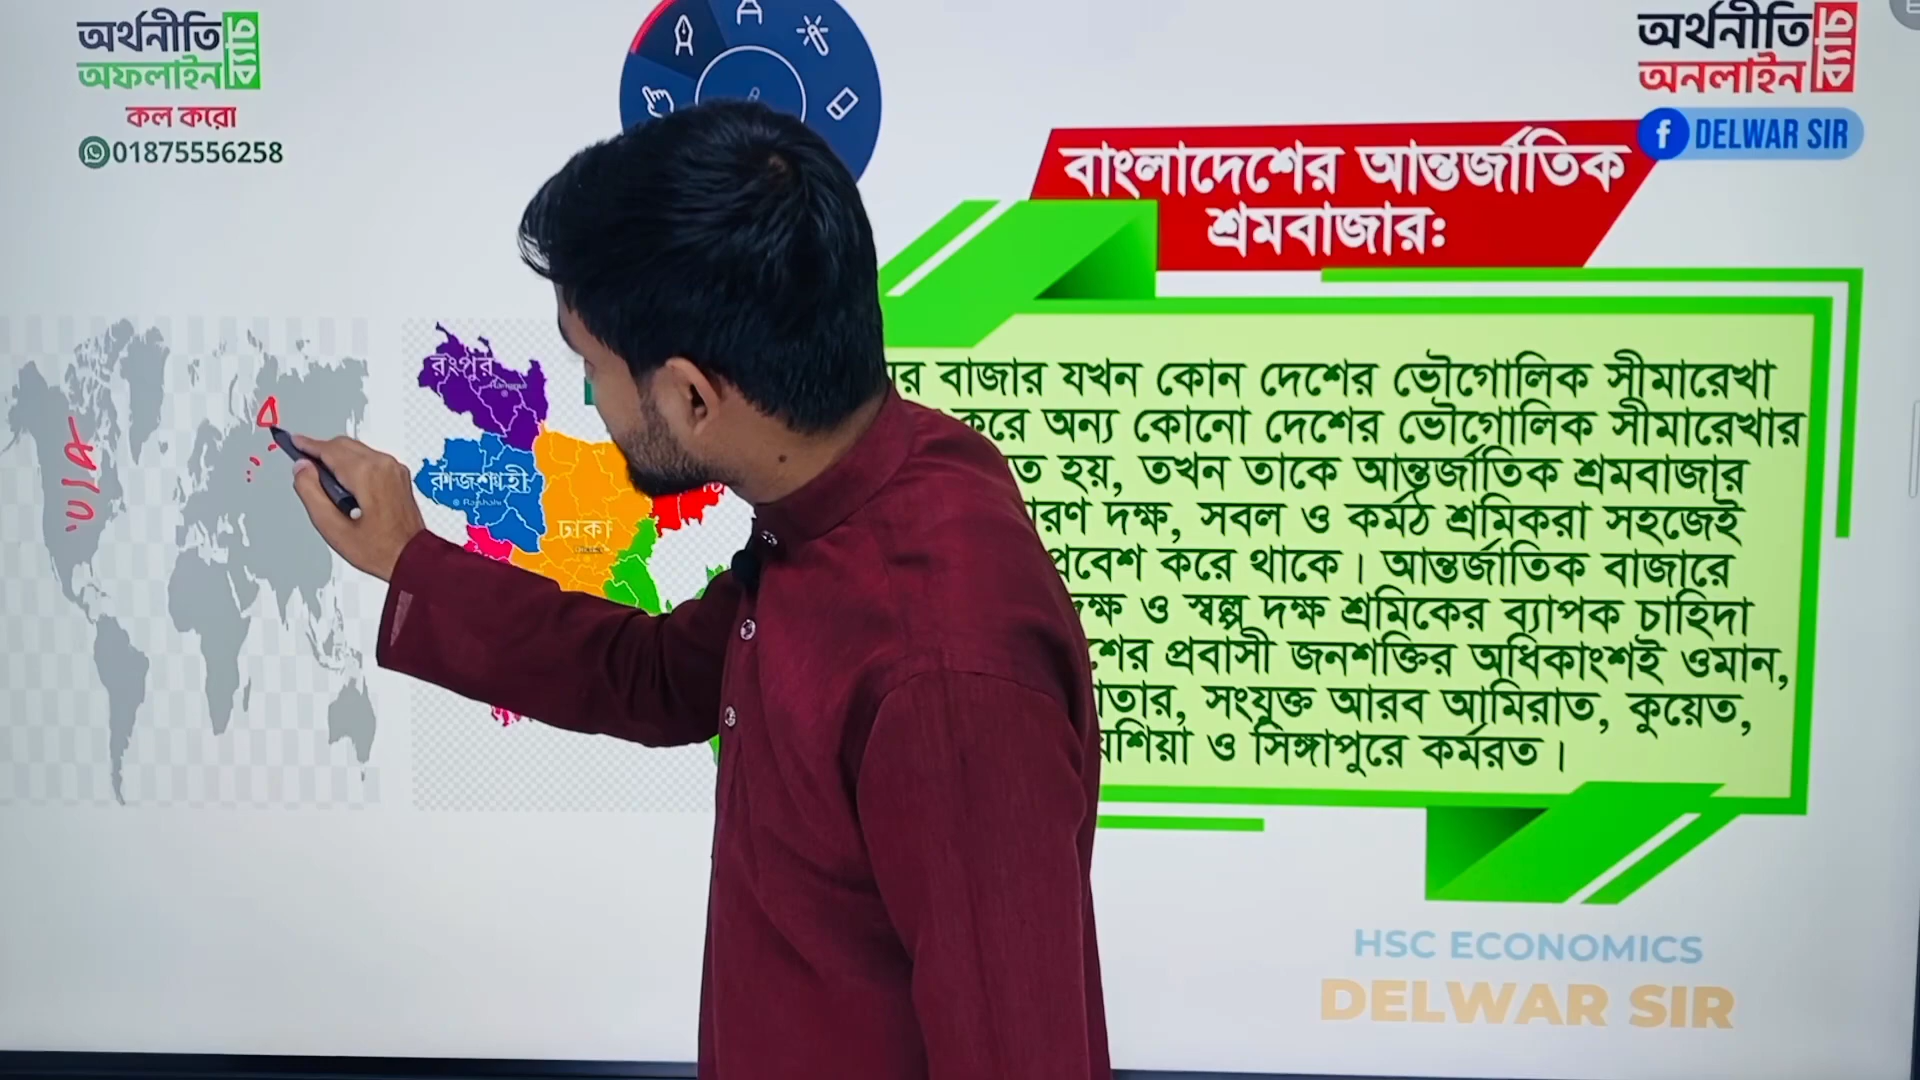 অর্থনীতি
অফলাইন ব্যাচ
কল করো
01875556258
অর্থনীতি
অনলাইন ব্যাচ
DELWAR SIR
বাংলাদেশের আন্তর্জাতিক
শ্রমবাজারঃ
বাজার যখন কোন দেশের ভৌগোলিক সীমারেখা
করে অন্য কোনো দেশের ভৌগোলিক সীমারেখার
হয়, তখন তাকে আন্তর্জাতিক শ্রমবাজার
দক্ষ, সবল ও কর্মঠ শ্রমিকরা সহজেই
প্রবেশ করে থাকে। আন্তর্জাতিক বাজারে
ও স্বল্প দক্ষ শ্রমিকের ব্যাপক চাহিদা
প্রবাসী জনশক্তির অধিকাংশই ওমান,
সংযুক্ত আরব আমিরাত, কুয়েত,
ও সিঙ্গাপুরে কর্মরত।
রংপুর
রাজশাহী
Rajshahi
ঢাকা
HSC ECONOMICS
DELWAR SIR